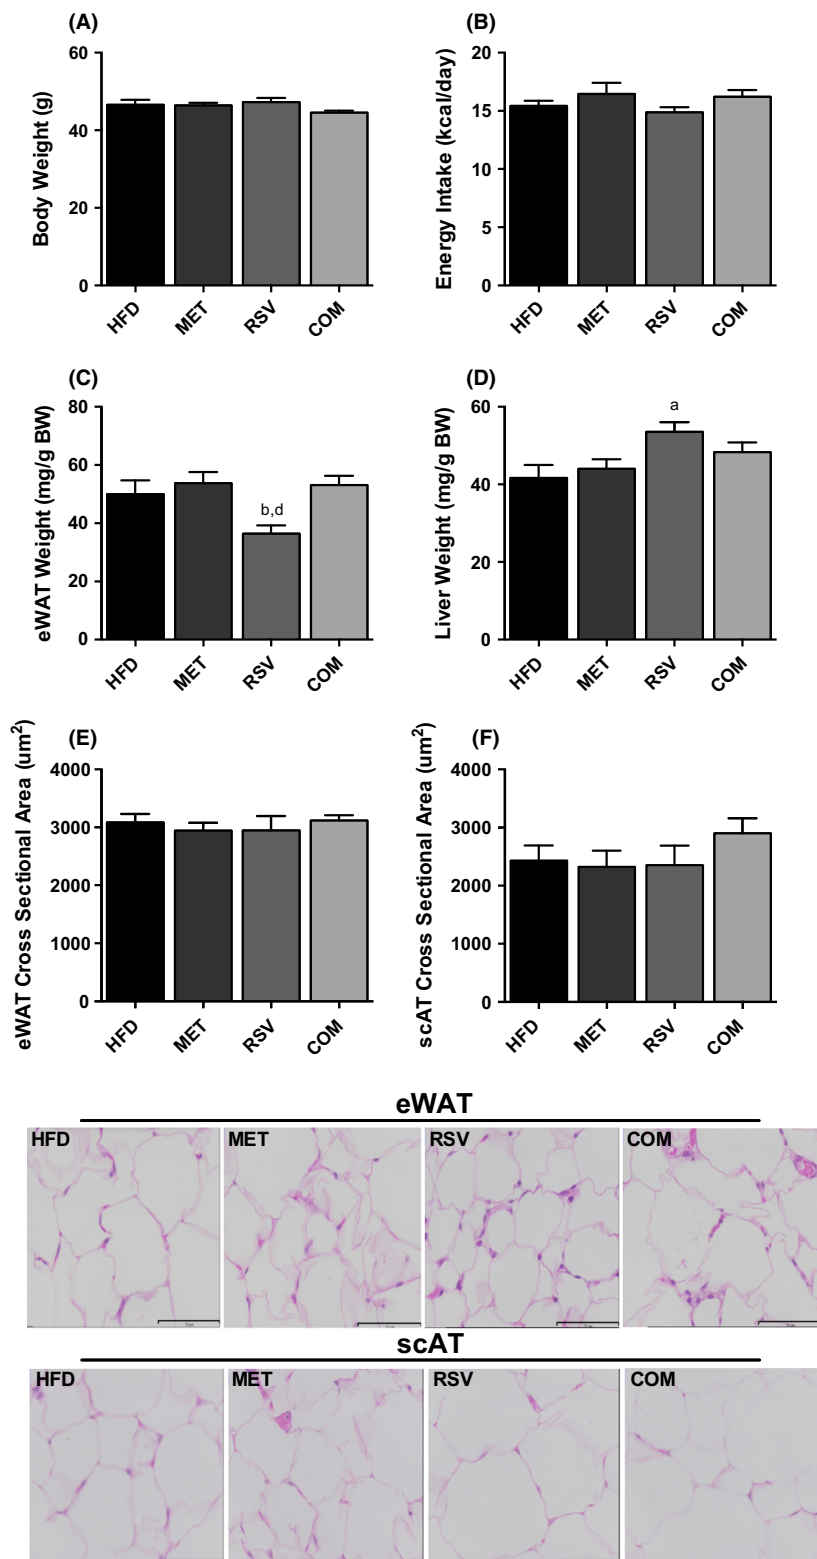 (A)
60
40
20
0
Body Weight (g)
HFD
MET
RSV
COM
(B)
20
15
10
5
0
Energy Intake (kcal/day)
HFD
MET
RSV
COM
(C)
80
60
40
20
0
eWAT Weight (mg/g BW)
b,d
HFD
MET
RSV
COM
(D)
60
40
20
0
Liver Weight (mg/g BW)
a
HFD
MET
RSV
COM
(E)
4000
3000
2000
1000
0
eWAT Cross Sectional Area (um²)
HFD
MET
RSV
COM
(F)
4000
3000
2000
1000
0
scAT Cross Sectional Area (um²)
HFD
MET
RSV
COM
eWAT
HFD
MET
RSV
COM
scAT
HFD
MET
RSV
COM